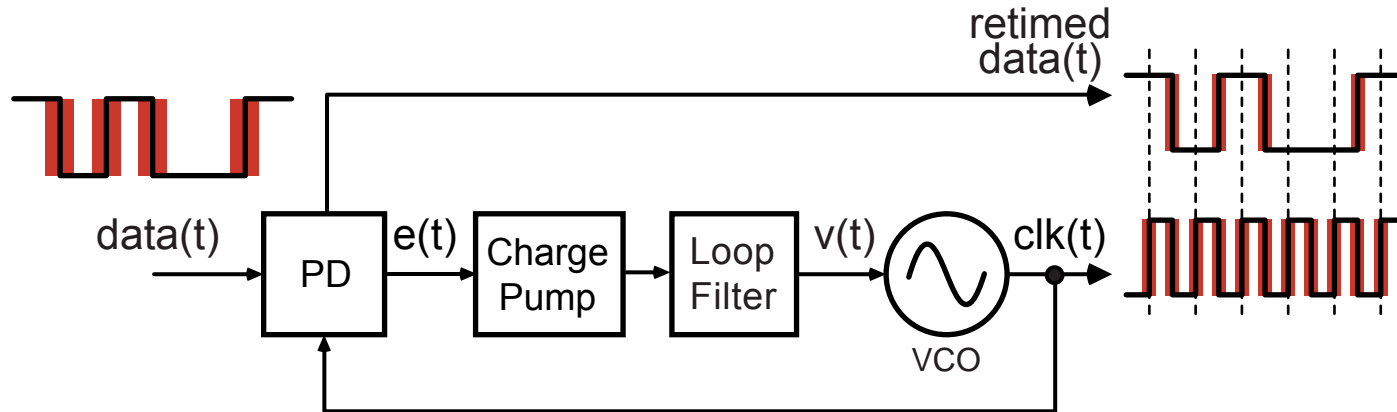 retimed
data(t)
data(t)
PD
e(t)
Charge
Pump
Loop
Filter
v(t)
VCO
clk(t)